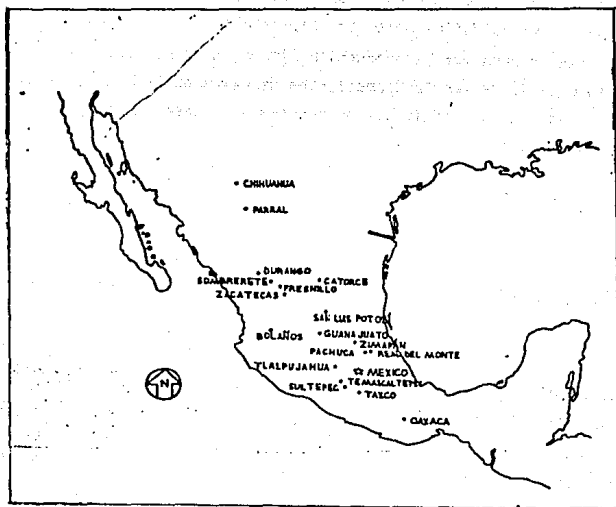 CHIHUAHUA
PARRAL
DURANGO
SOMBRERETE
CATORCE
FRESNILLO
ZACATECAS
SAN LUIS POTOSI
BOLAÑOS
GUANAJUATO
ZIMAPAN
PACHUCA
REAL DEL MONTE
TLALPUJAHUA
MEXICO
TEMASCALTEPEC
SULTEPEC
TAXCO
OAXACA
N